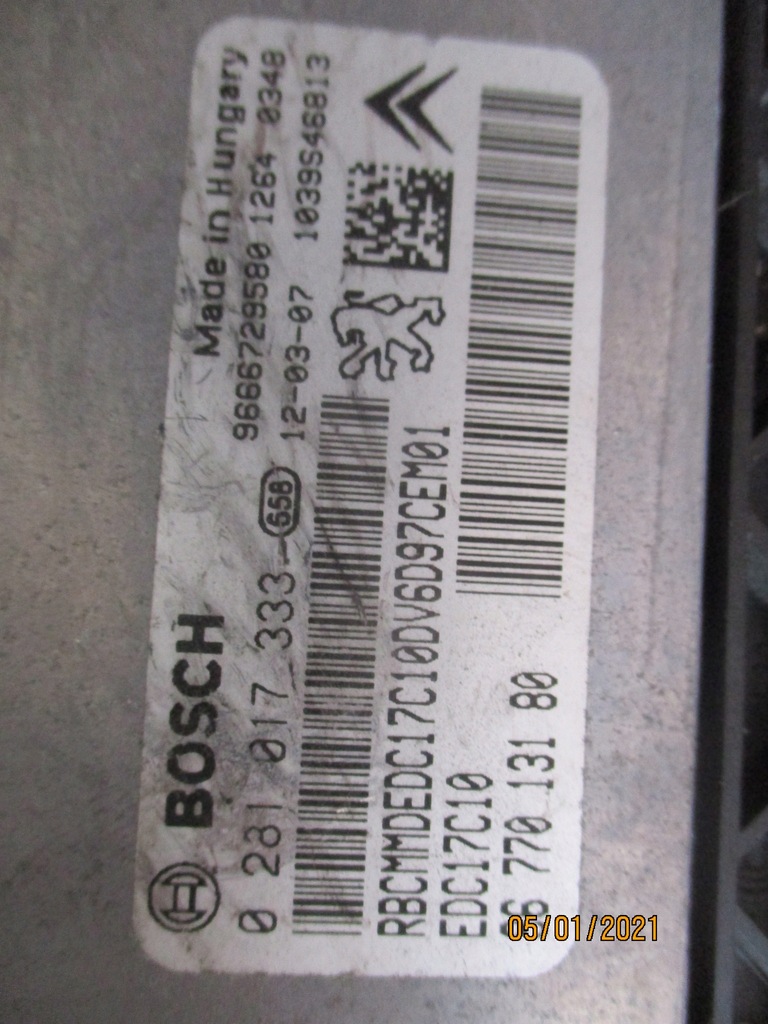 BOSCH
Made in Hungary
9666729580 1264 0348
0 281 017 333
658
12-03-07
1039S46813
RBCMMDEDC17C10DV6D97CEM01
EDC17C10
770 131 80
05/01/2021